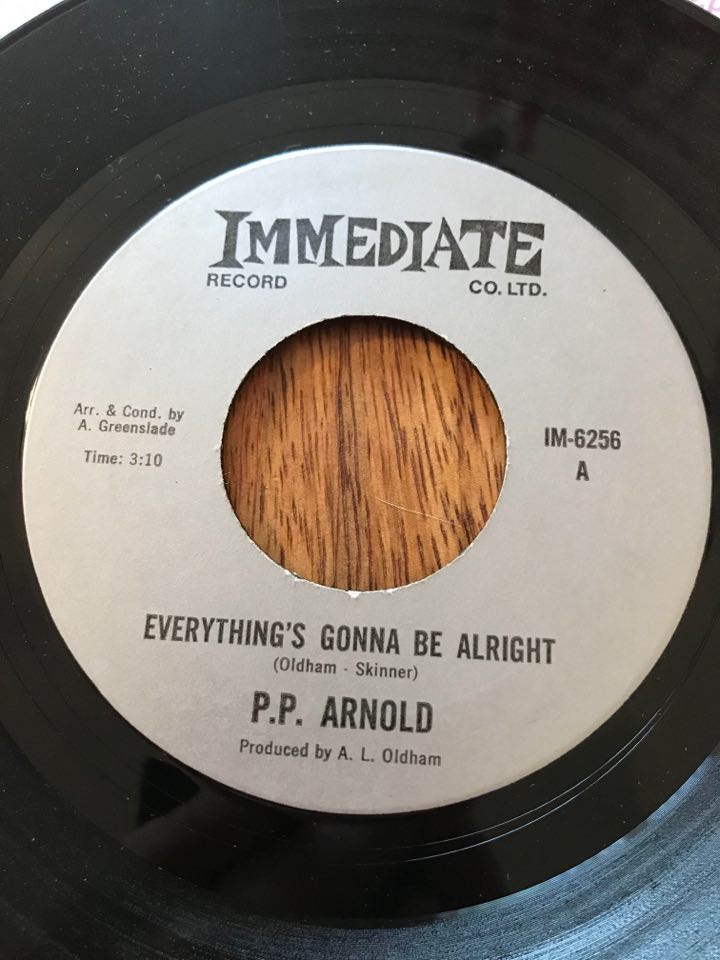 IMMEDIATE
RECORD CO. LTD.
Arr. & Cond. by
A. Greenslade
Time: 3:10
IM-6256
A
EVERYTHING'S GONNA BE ALRIGHT
(Oldham - Skinner)
P.P. ARNOLD
Produced by A. L. Oldham